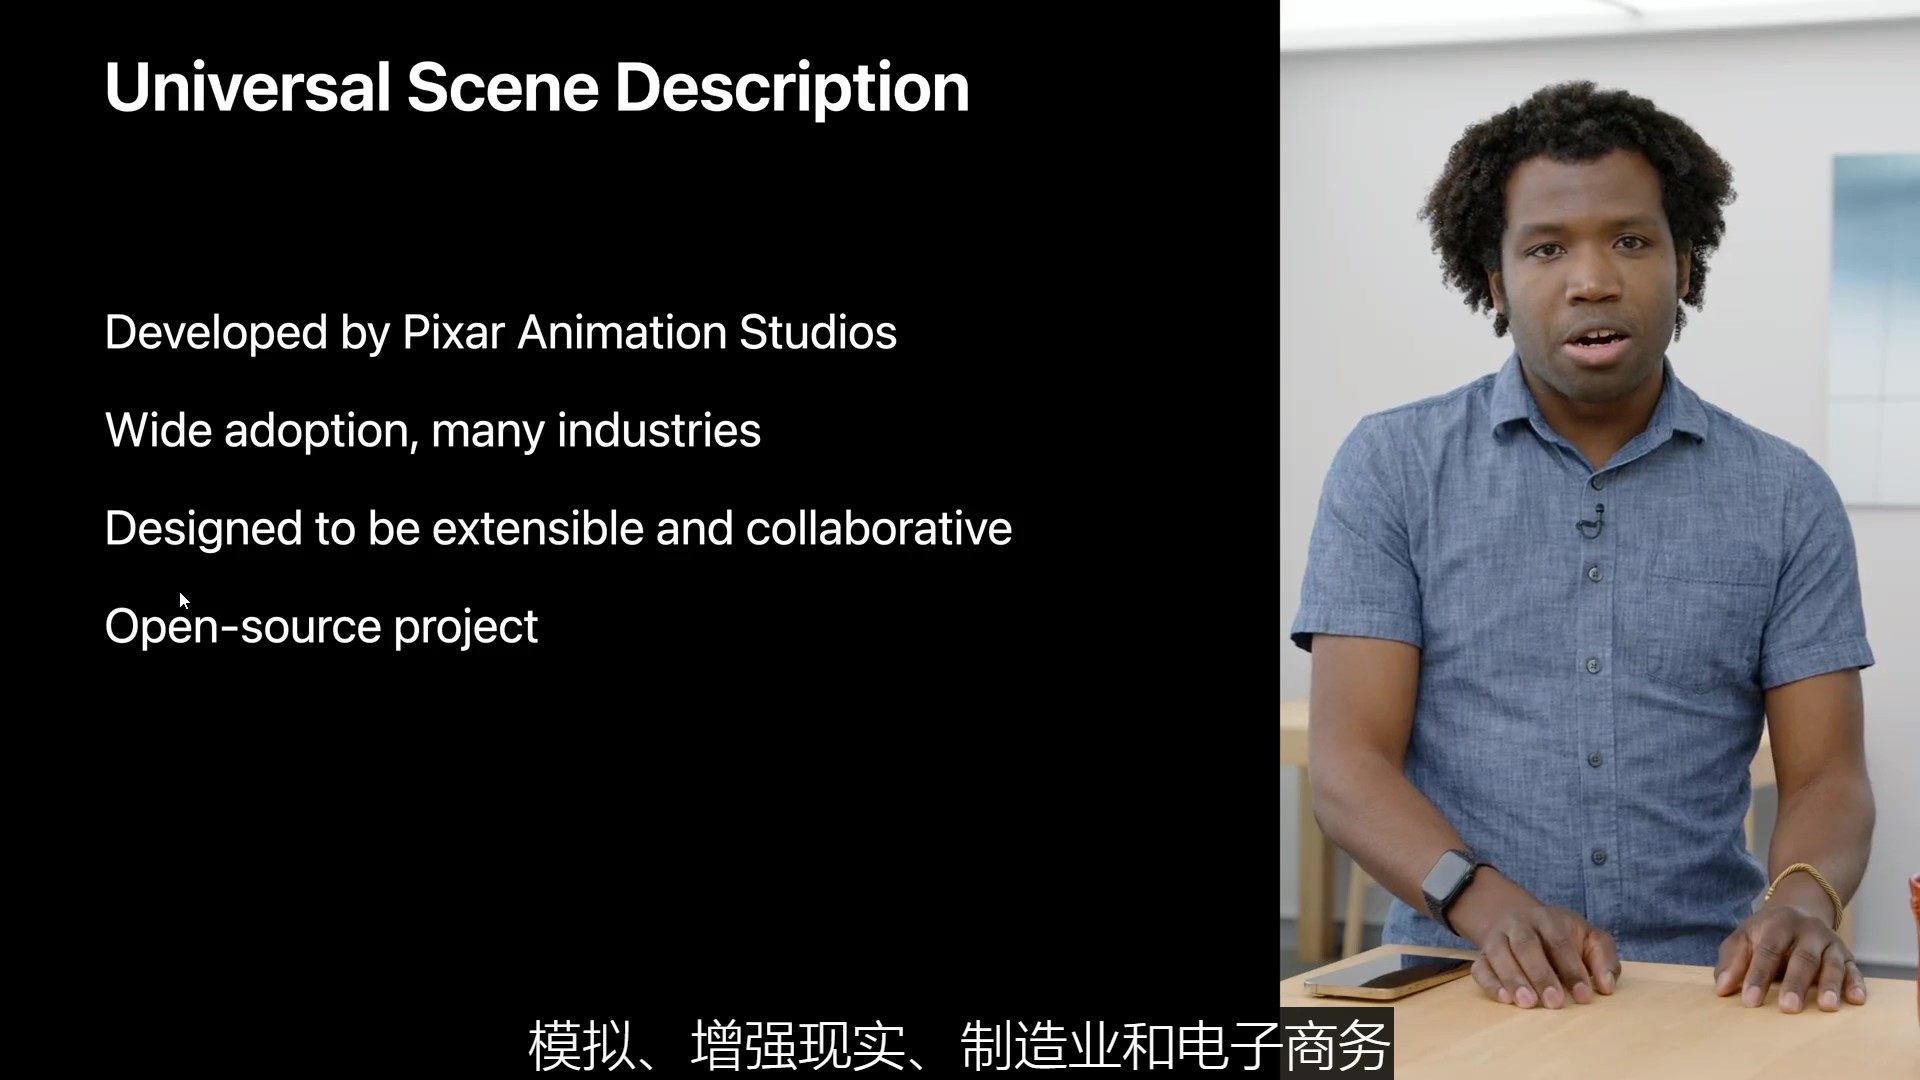 Universal Scene Description
Developed by Pixar Animation Studios
Wide adoption, many industries
Designed to be extensible and collaborative
Open-source project
模拟、增强现实、制造业和电子商务